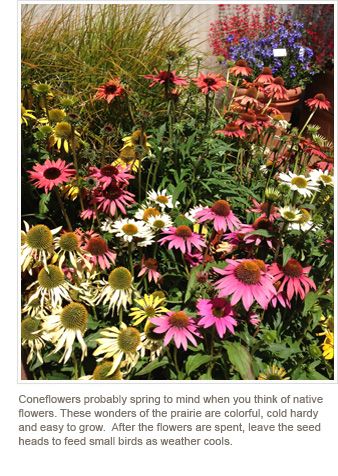 Coneflowers probably spring to mind when you think of native
flowers. These wonders of the prairie are colorful, cold hardy
and easy to grow.  After the flowers are spent, leave the seed
heads to feed small birds as weather cools.